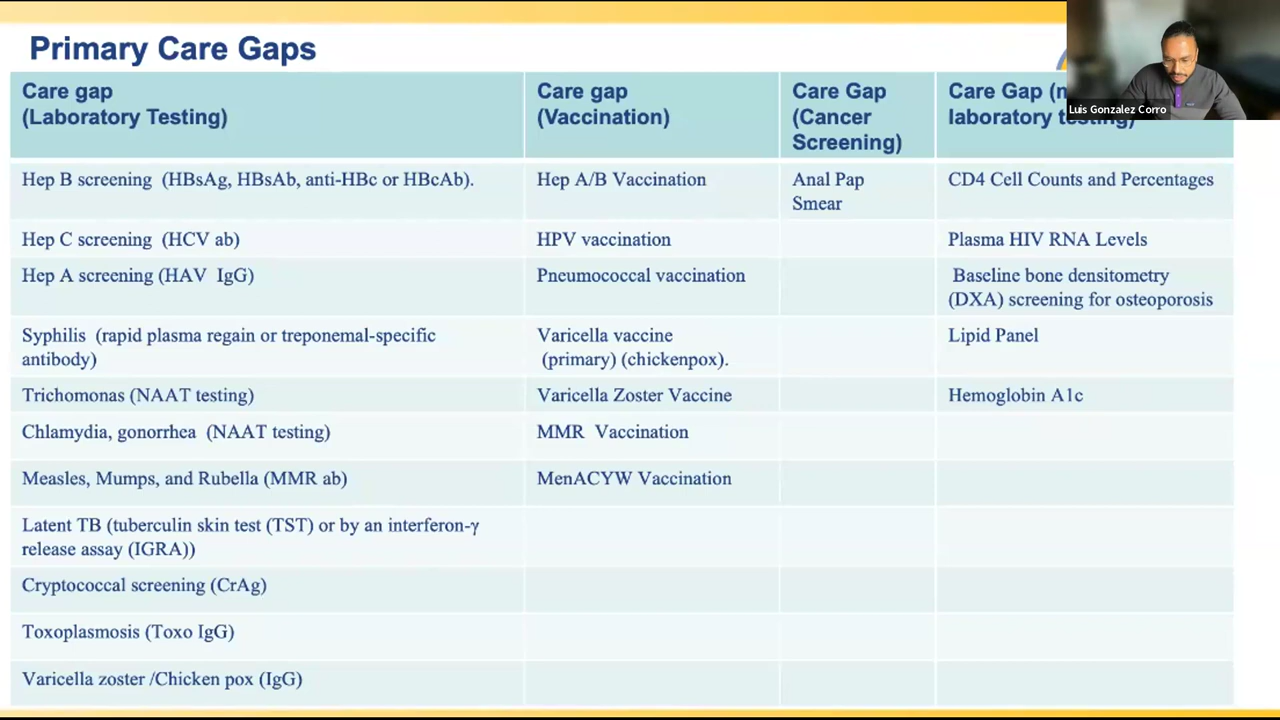 Primary Care Gaps
Luis Gonzalez Corro
Care gap
(Laboratory Testing)
Care gap
(Vaccination)
Care Gap
(Cancer
Screening)
Care Gap
laboratory testing)
Hep B screening (HBsAg, HBsAb, anti-HBc or HBcAb).
Hep A/B Vaccination
Anal Pap
Smear
CD4 Cell Counts and Percentages
Hep C screening (HCV ab)
HPV vaccination
Plasma HIV RNA Levels
Hep A screening (HAV IgG)
Pneumococcal vaccination
Baseline bone densitometry
(DXA) screening for osteoporosis
Syphilis (rapid plasma regain or treponemal-specific
antibody)
Varicella vaccine
(primary) (chickenpox).
Lipid Panel
Trichomonas (NAAT testing)
Varicella Zoster Vaccine
Hemoglobin A1c
Chlamydia, gonorrhea (NAAT testing)
MMR Vaccination
Measles, Mumps, and Rubella (MMR ab)
MenACYW Vaccination
Latent TB (tuberculin skin test (TST) or by an interferon-γ
release assay (IGRA))
Cryptococcal screening (CrAg)
Toxoplasmosis (Toxo IgG)
Varicella zoster /Chicken pox (IgG)